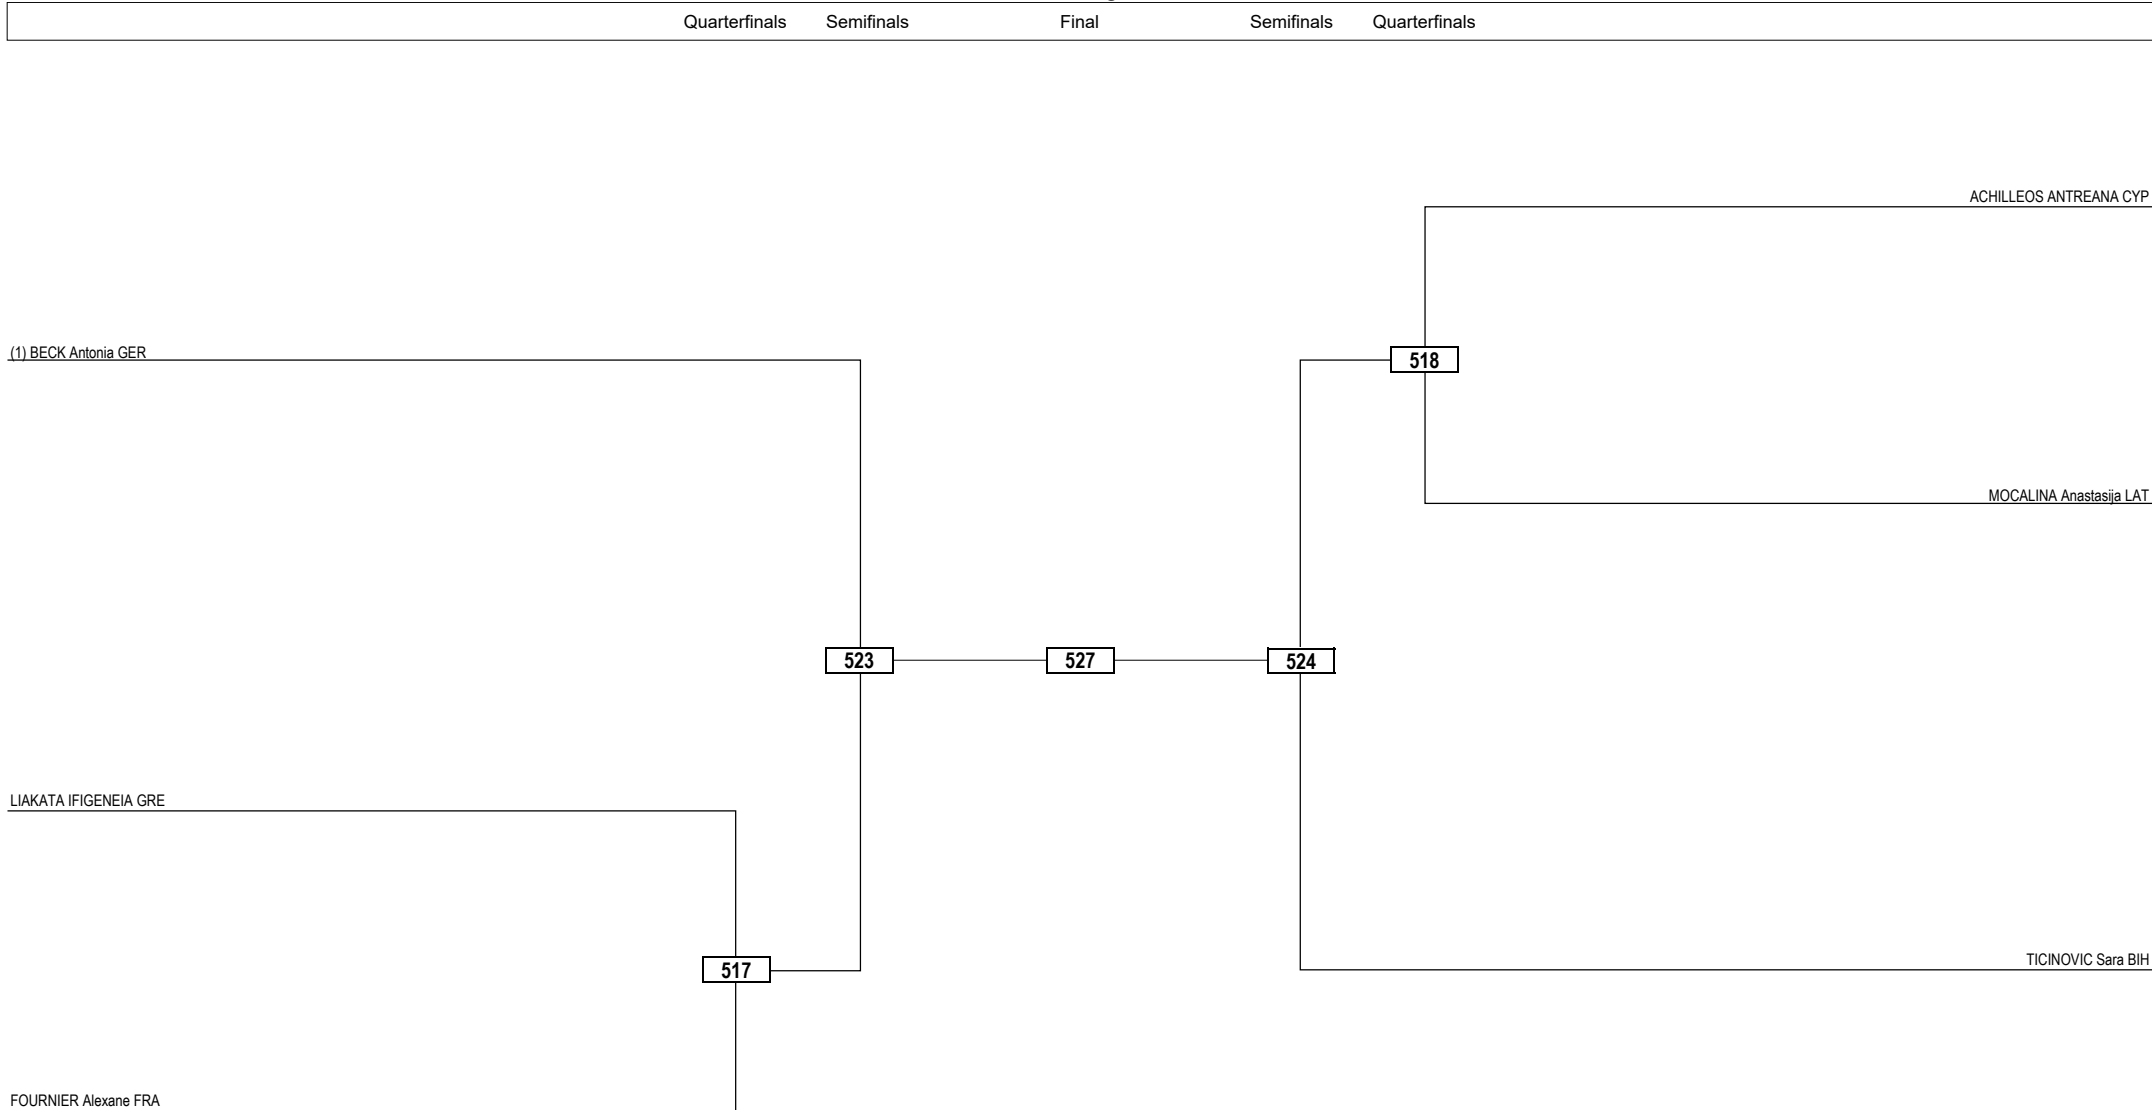 Quarterfinals Semifinals Final Semifinals Quarterfinals
ACHILLEOS ANTREANA CYP
(1) BECK Antonia GER
518
MOCALINA Anastasija LAT
523 527 524
LIAKATA IFIGENEIA GRE
517
TICINOVIC Sara BIH
FOURNIER Alexane FRA